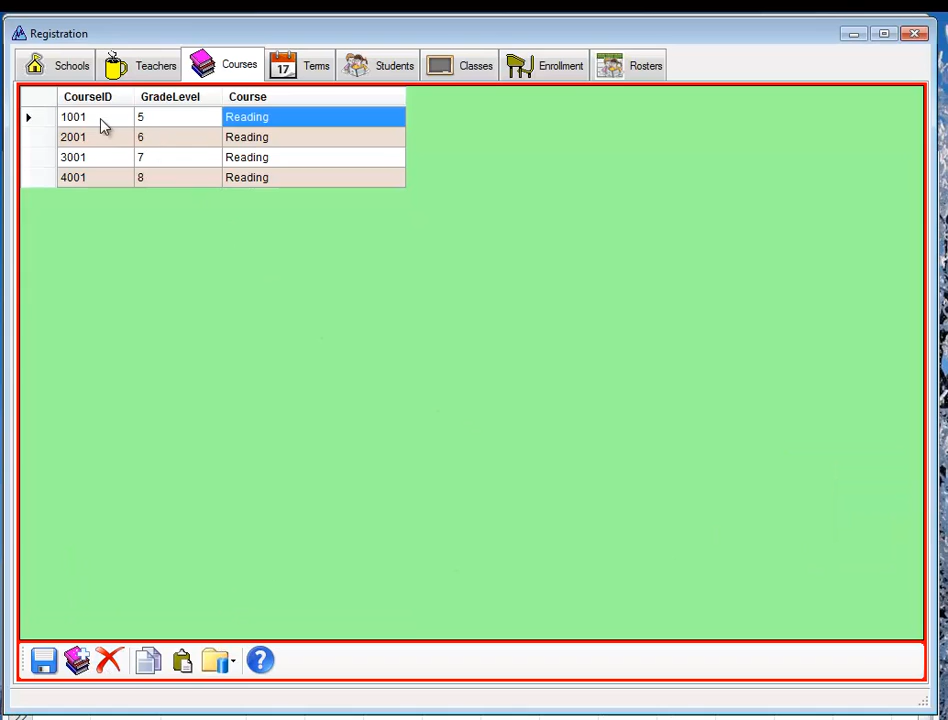 Registration
Schools Teachers Courses 17 Terms Students Classes Enrollment Rosters
CourseID GradeLevel Course
1001 5 Reading
2001 6 Reading
3001 7 Reading
4001 8 Reading
?